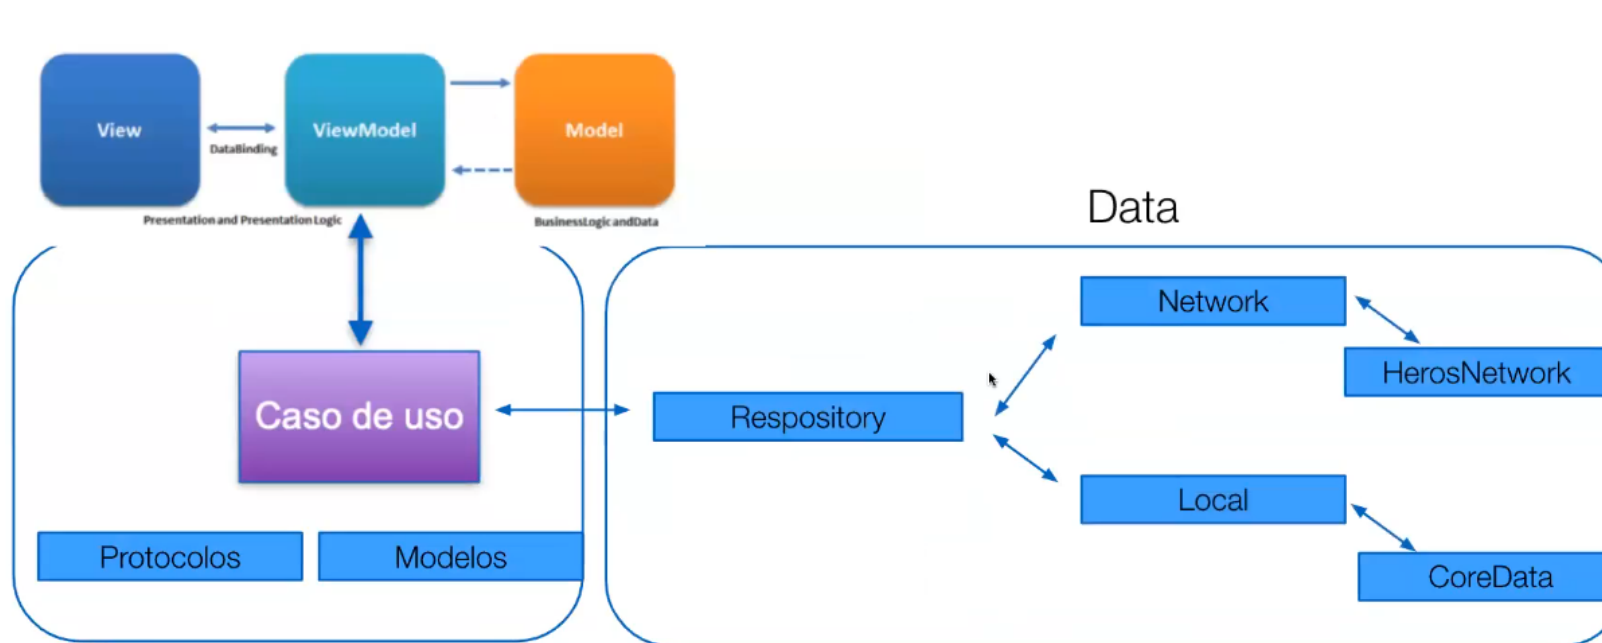 View
DataBinding
ViewModel
Model
Presentation and Presentation Logic
BusinessLogic andData
Caso de uso
Protocolos
Modelos
Data
Respository
Network
HerosNetwork
Local
CoreData